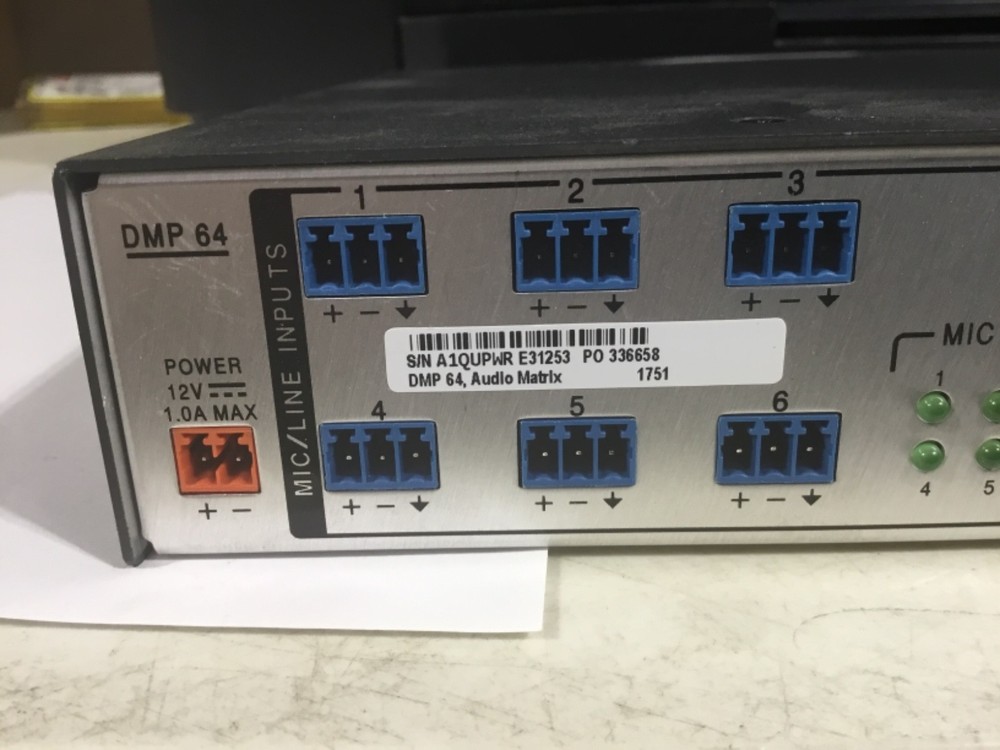 DMP 64
POWER
12V
1.0A MAX
+ −
MIC/LINE INPUTS
1 2 3
+ − + − + −
S/N A1QUPWR E31253 PO 336658
DMP 64, Audio Matrix 1751
4 5 6
+ − + − + −
MIC
1
4 5